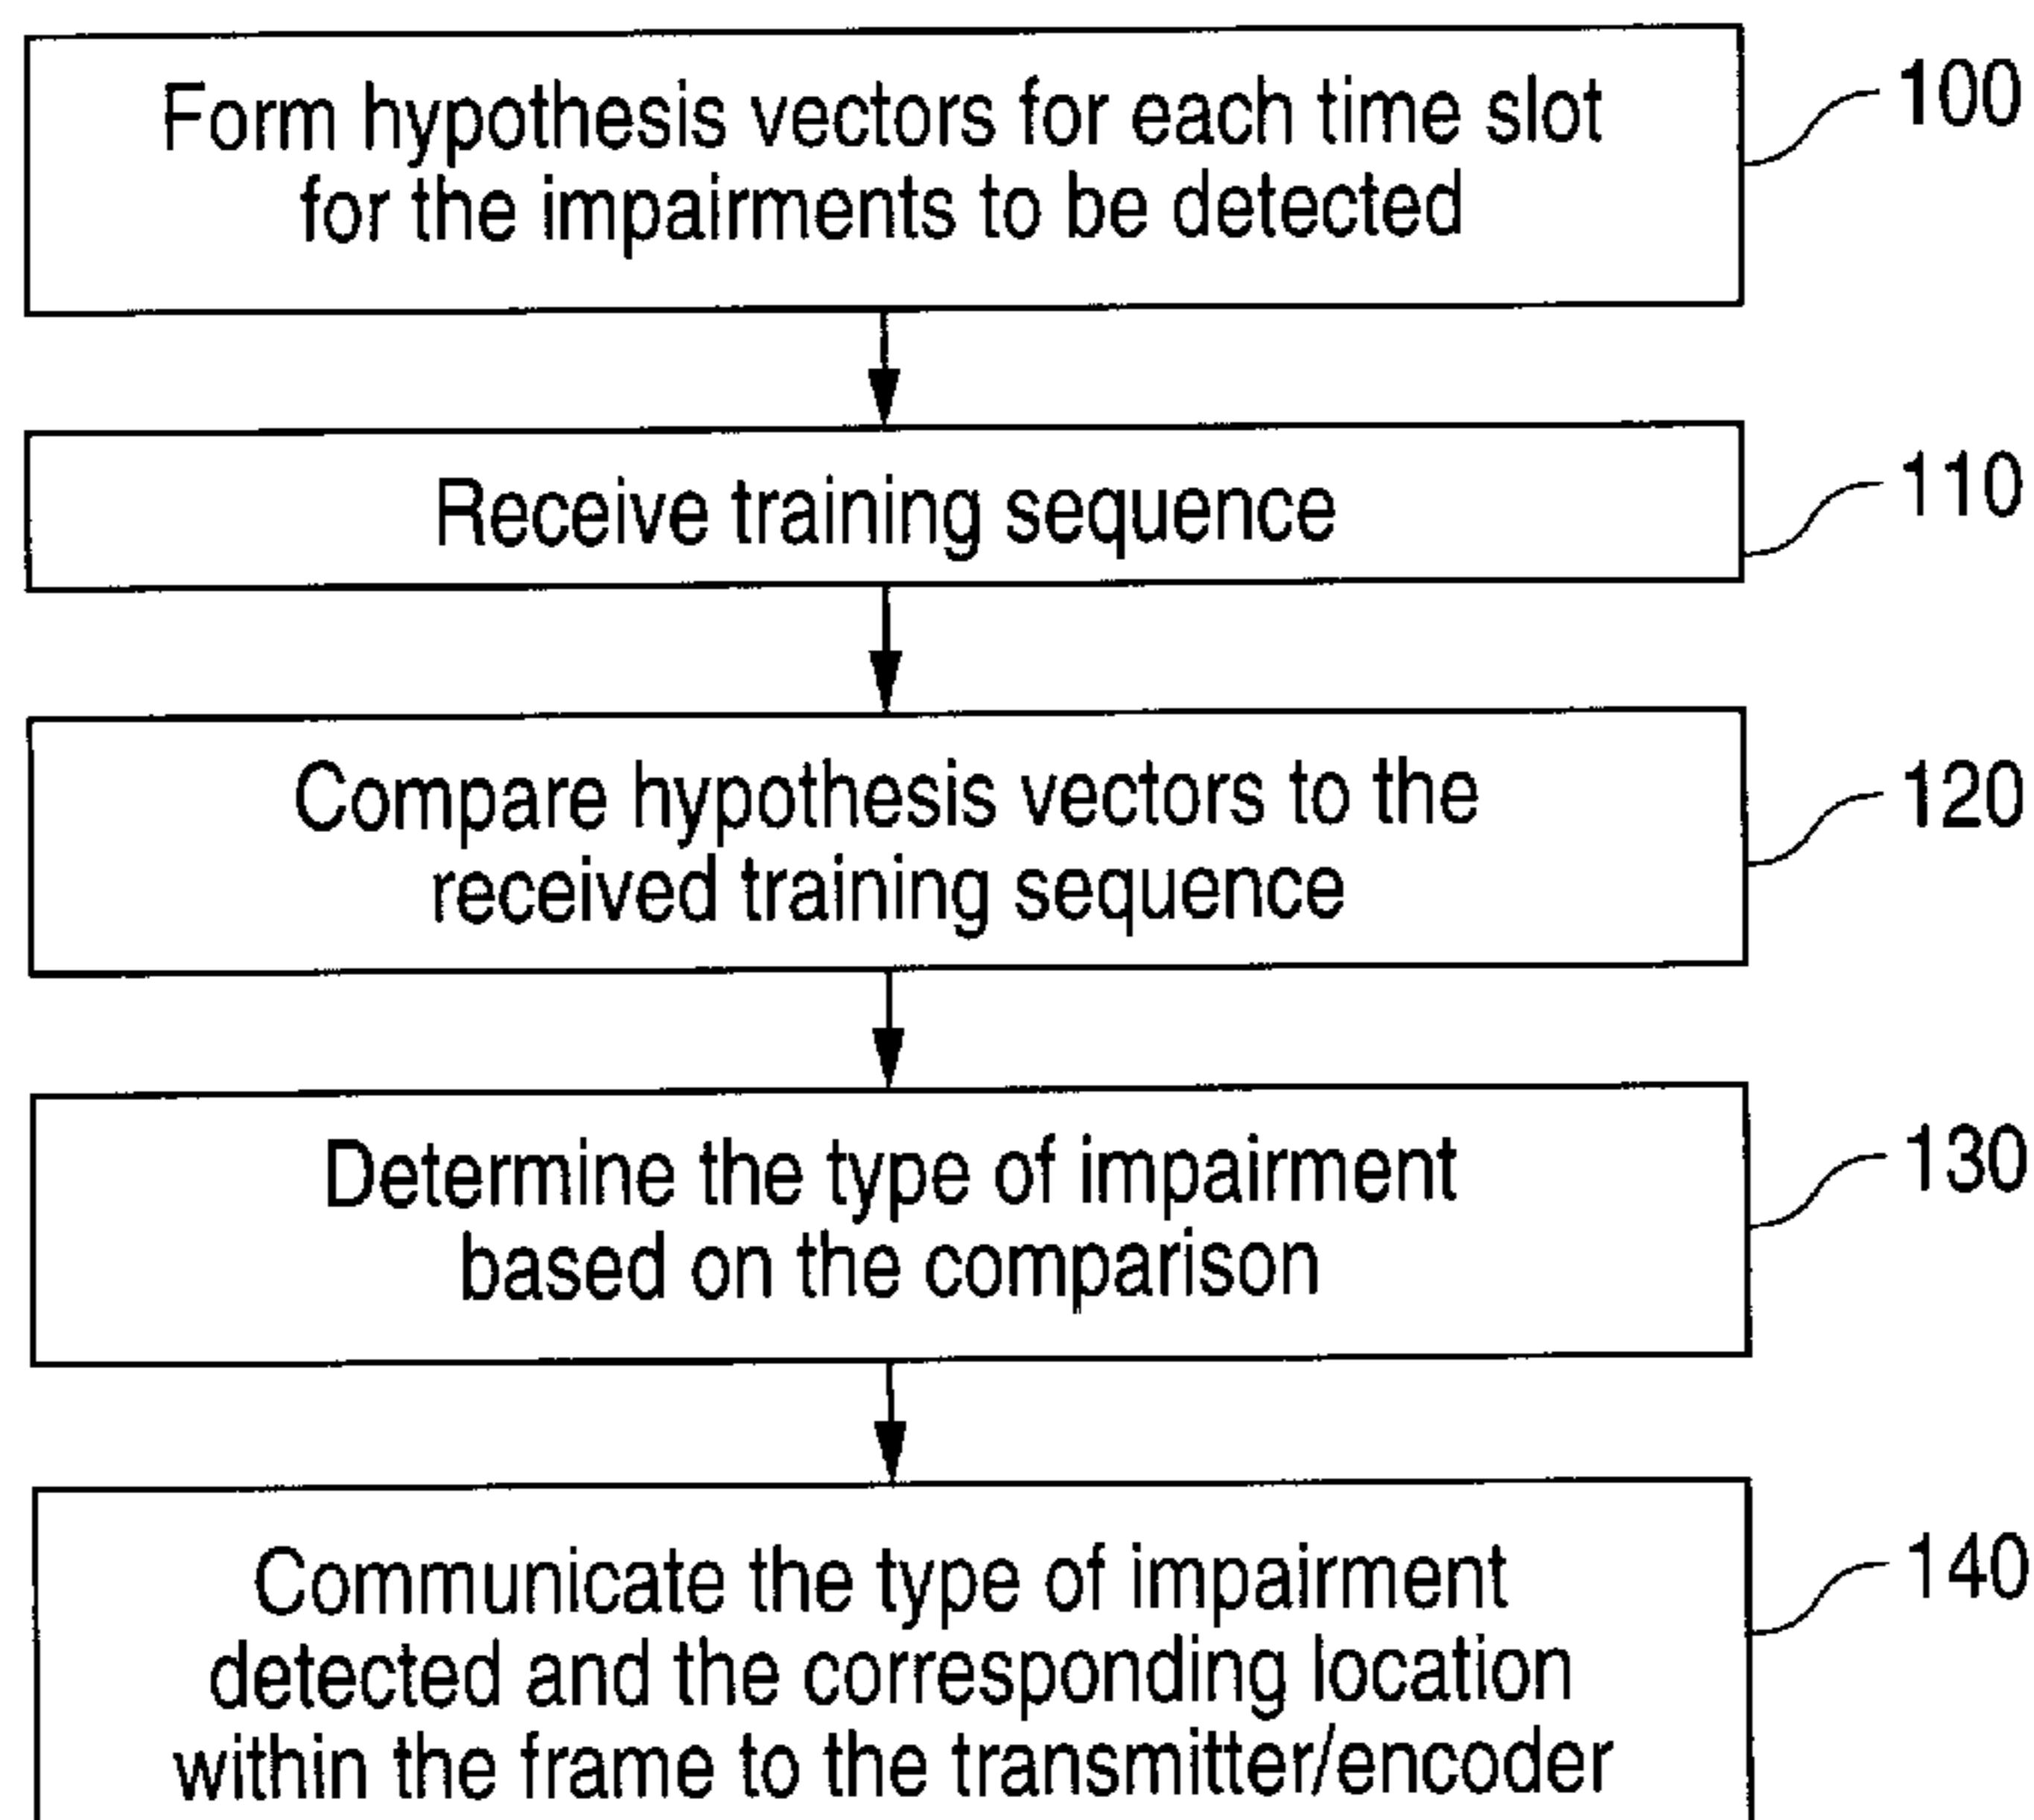 Form hypothesis vectors for each time slot
for the impairments to be detected
100
Receive training sequence
110
Compare hypothesis vectors to the
received training sequence
120
Determine the type of impairment
based on the comparison
130
Communicate the type of impairment
detected and the corresponding location
within the frame to the transmitter/encoder
140